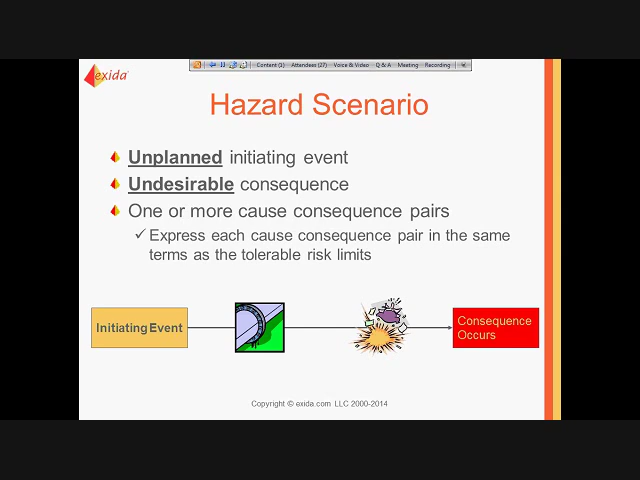 exida
Content (1) Attendees (27) Voice & Video Q & A Meeting Recording
Hazard Scenario
Unplanned initiating event
Undesirable consequence
One or more cause consequence pairs
Express each cause consequence pair in the same
terms as the tolerable risk limits
Initiating Event
Consequence
Occurs
Copyright © exida.com LLC 2000-2014